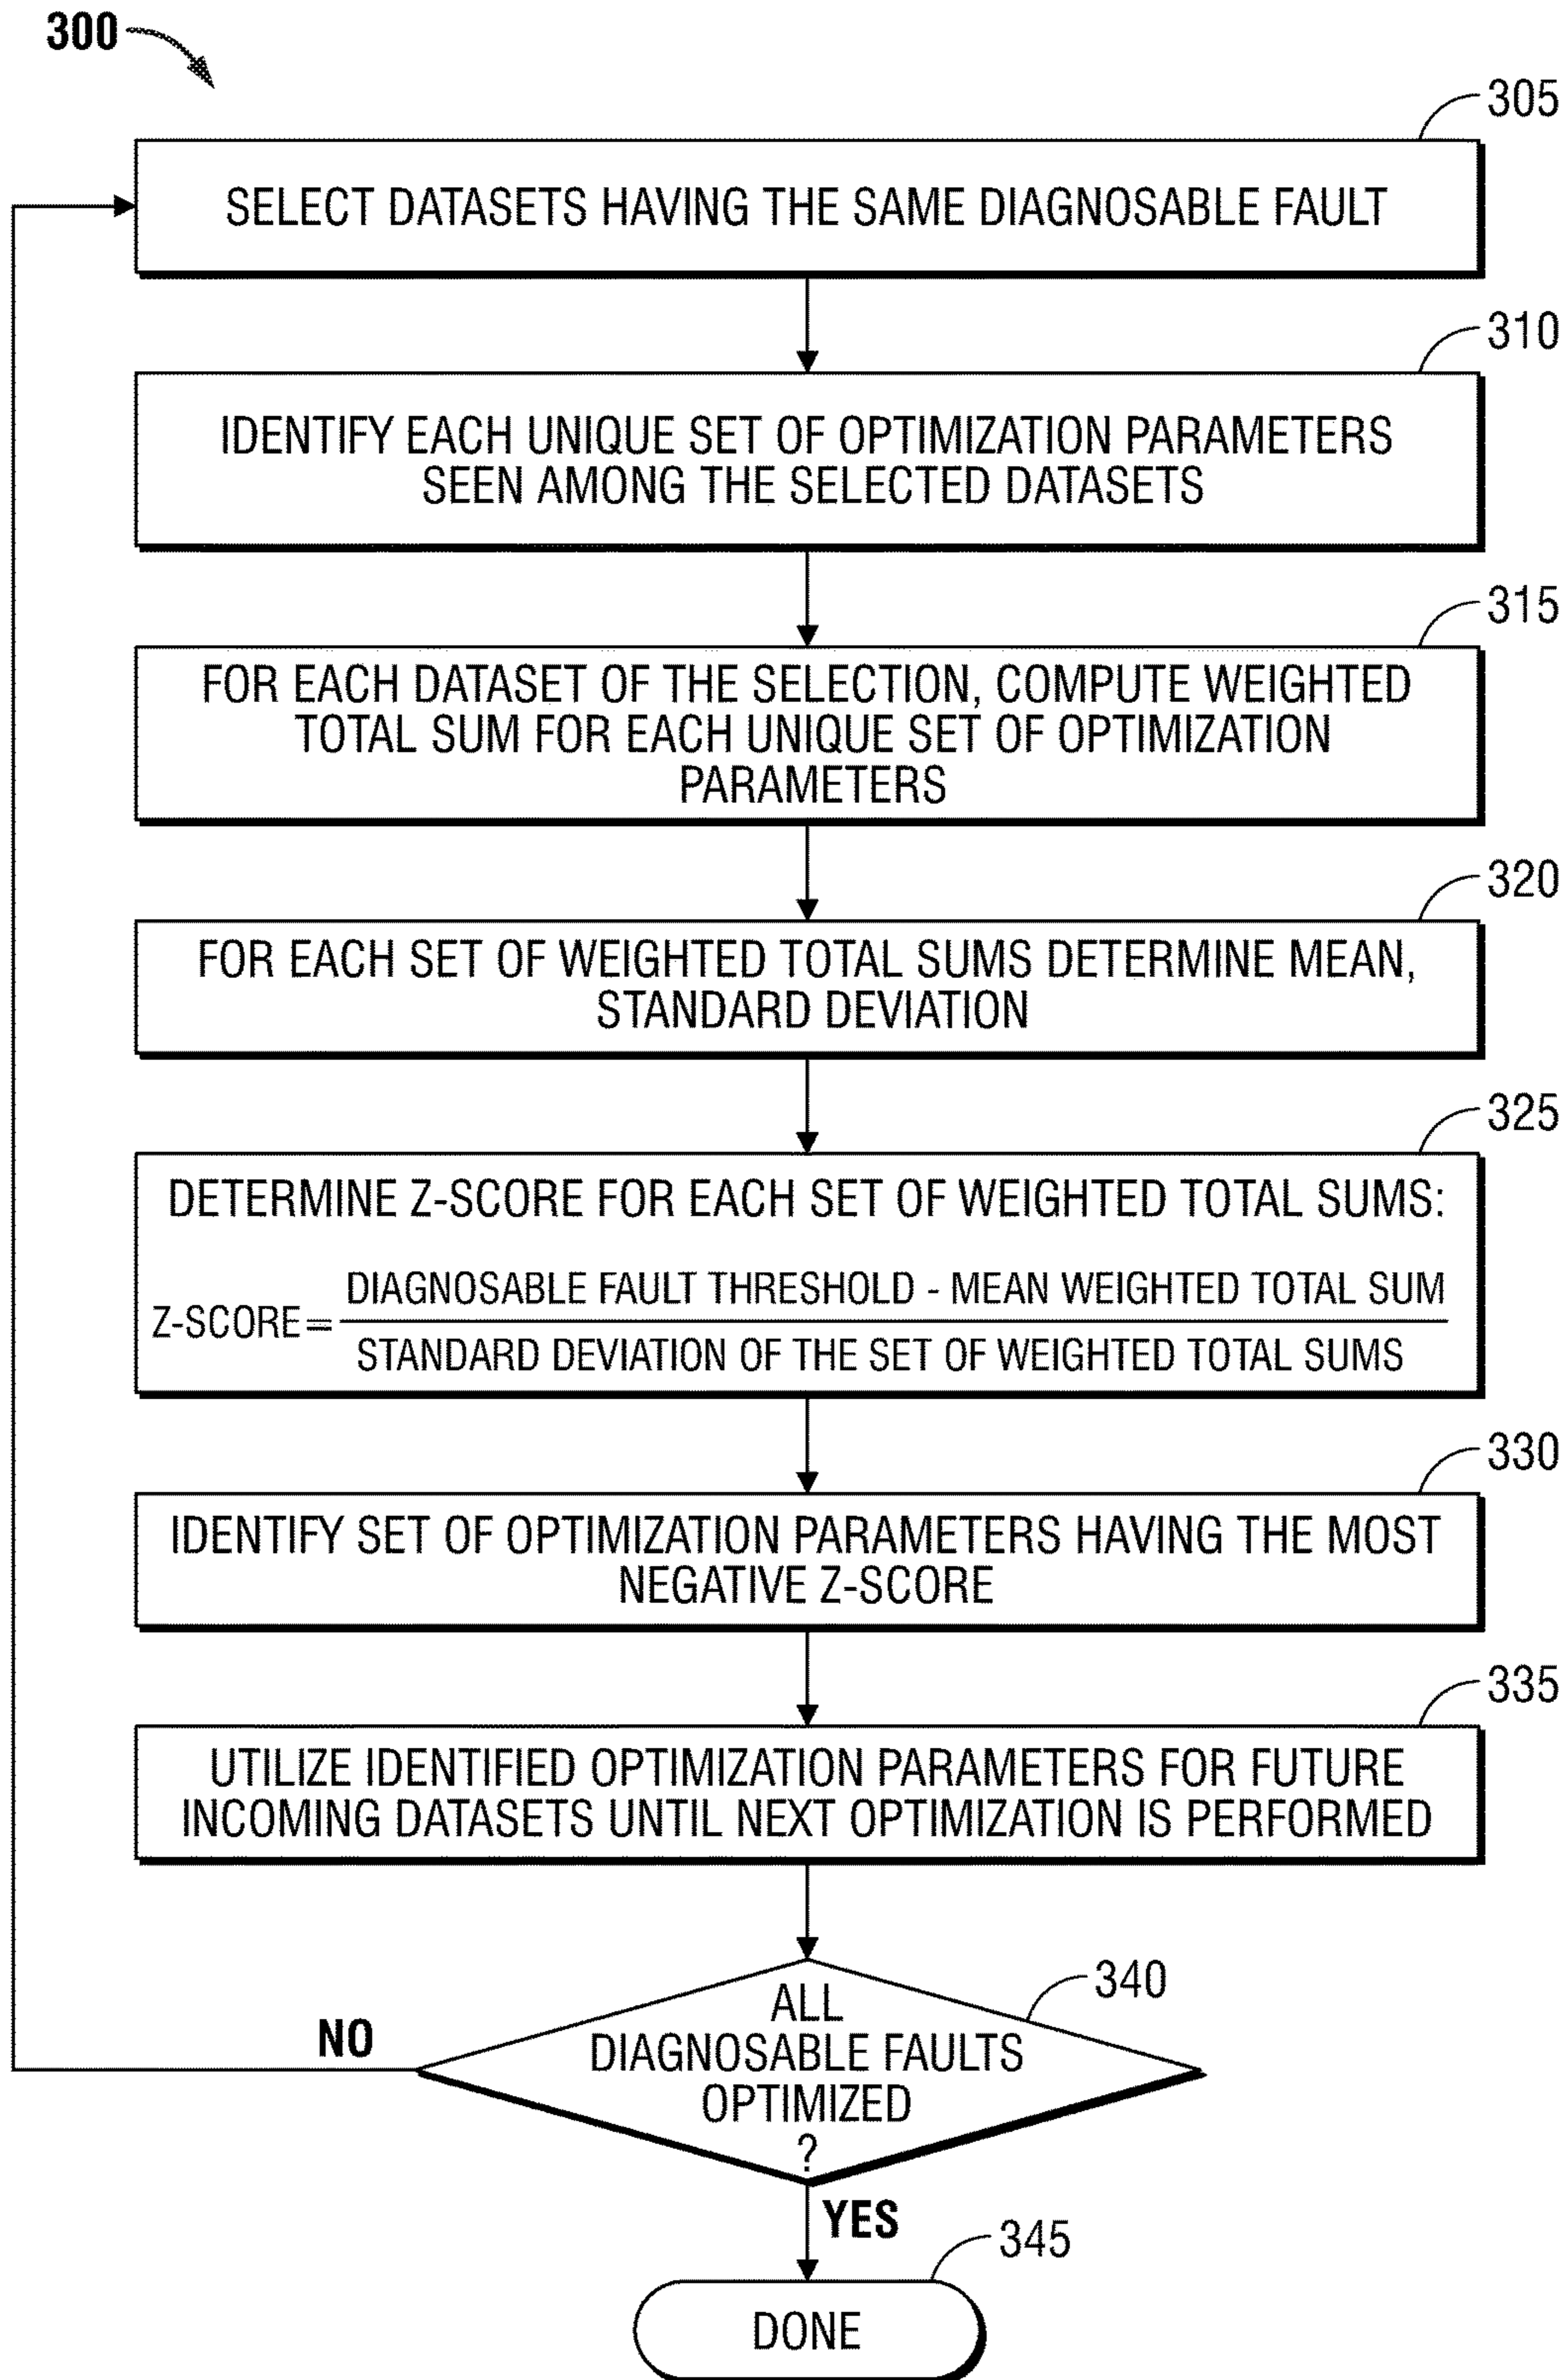 300
305
SELECT DATASETS HAVING THE SAME DIAGNOSABLE FAULT
310
IDENTIFY EACH UNIQUE SET OF OPTIMIZATION PARAMETERS
SEEN AMONG THE SELECTED DATASETS
315
FOR EACH DATASET OF THE SELECTION, COMPUTE WEIGHTED
TOTAL SUM FOR EACH UNIQUE SET OF OPTIMIZATION
PARAMETERS
320
FOR EACH SET OF WEIGHTED TOTAL SUMS DETERMINE MEAN,
STANDARD DEVIATION
325
DETERMINE Z-SCORE FOR EACH SET OF WEIGHTED TOTAL SUMS:
DIAGNOSABLE FAULT THRESHOLD - MEAN WEIGHTED TOTAL SUM
Z-SCORE=
STANDARD DEVIATION OF THE SET OF WEIGHTED TOTAL SUMS
330
IDENTIFY SET OF OPTIMIZATION PARAMETERS HAVING THE MOST
NEGATIVE Z-SCORE
335
UTILIZE IDENTIFIED OPTIMIZATION PARAMETERS FOR FUTURE
INCOMING DATASETS UNTIL NEXT OPTIMIZATION IS PERFORMED
340
ALL
DIAGNOSABLE FAULTS
OPTIMIZED
?
NO
YES
345
DONE